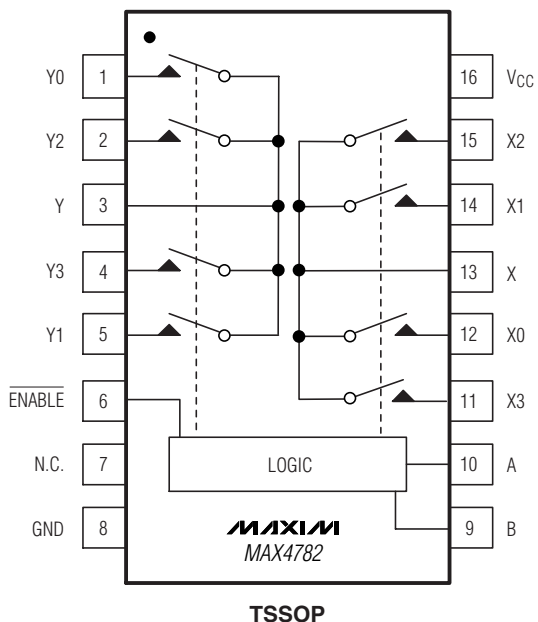 Y0 1 16 VCC
Y2 2 15 X2
Y 3 14 X1
Y3 4 13 X
Y1 5 12 X0
ENABLE 6 11 X3
N.C. 7 LOGIC 10 A
GND 8 MAXIM 9 B
MAX4782
TSSOP